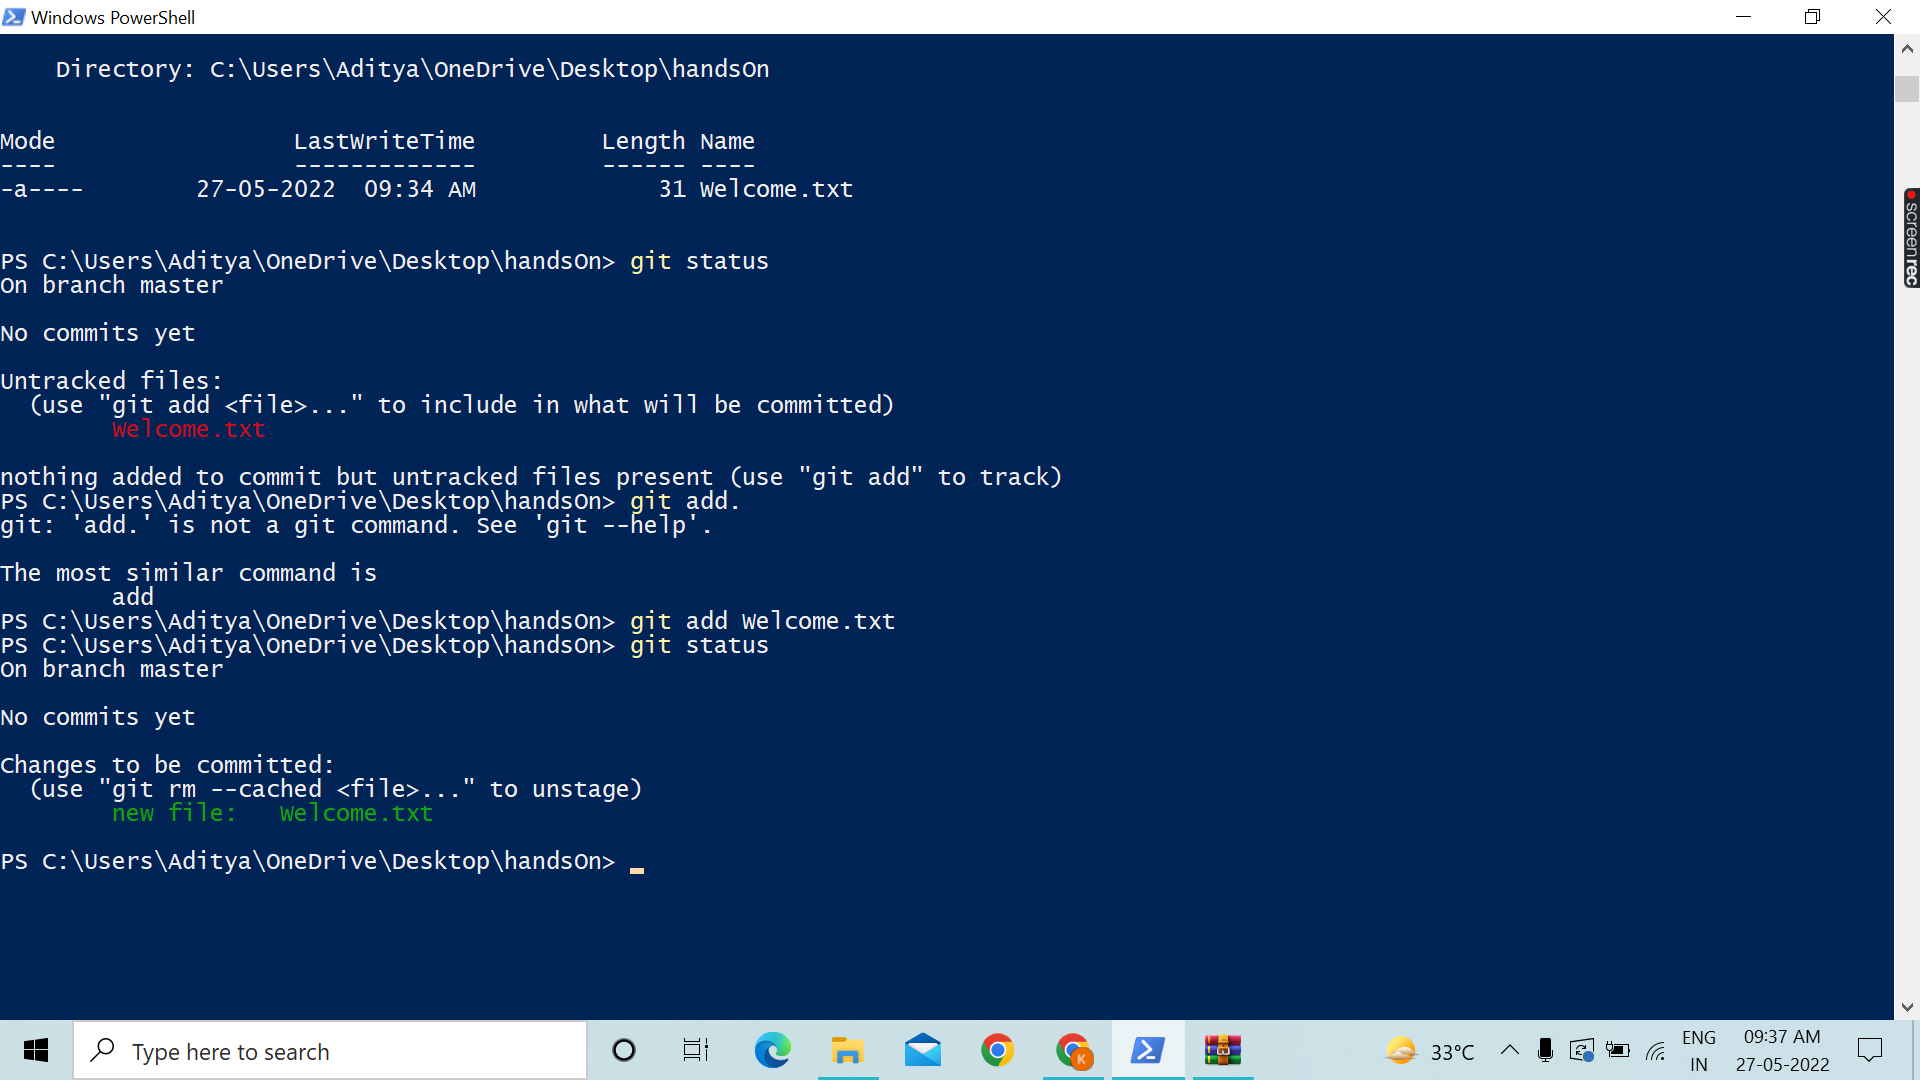 Windows PowerShell
Directory: C:\Users\Aditya\OneDrive\Desktop\handsOn
Mode LastWriteTime Length Name
---- ------------- ------ ----
-a---- 27-05-2022 09:34 AM 31 Welcome.txt
PS C:\Users\Aditya\OneDrive\Desktop\handsOn> git status
On branch master
No commits yet
Untracked files:
(use "git add <file>..." to include in what will be committed)
Welcome.txt
nothing added to commit but untracked files present (use "git add" to track)
PS C:\Users\Aditya\OneDrive\Desktop\handsOn> git add.
git: 'add.' is not a git command. See 'git --help'.
The most similar command is
add
PS C:\Users\Aditya\OneDrive\Desktop\handsOn> git add Welcome.txt
PS C:\Users\Aditya\OneDrive\Desktop\handsOn> git status
On branch master
No commits yet
Changes to be committed:
(use "git rm --cached <file>..." to unstage)
new file: Welcome.txt
PS C:\Users\Aditya\OneDrive\Desktop\handsOn>
screenrec
Type here to search
K
33°C
ENG
IN
09:37 AM
27-05-2022